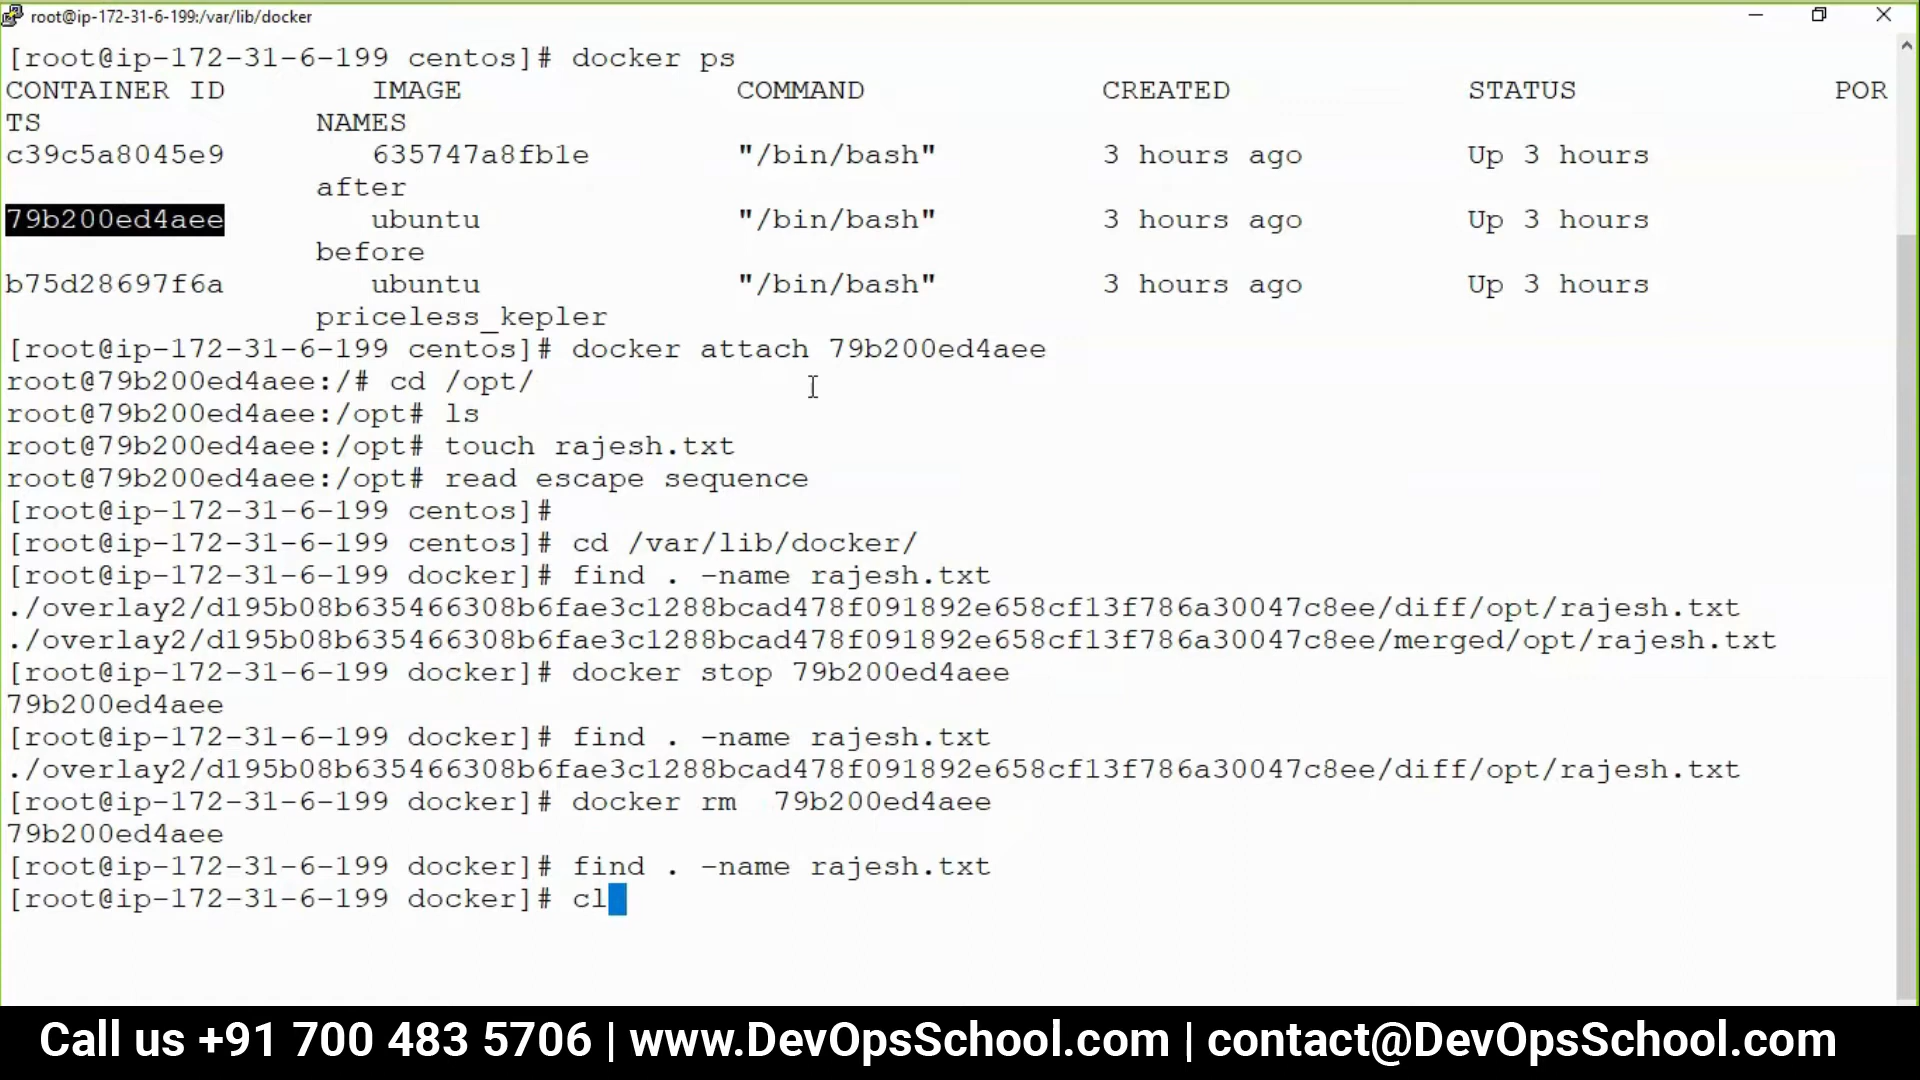 root@ip-172-31-6-199:/var/lib/docker
[root@ip-172-31-6-199 centos]# docker ps
CONTAINER ID        IMAGE               COMMAND             CREATED             STATUS              POR
TS               NAMES
c39c5a8045e9        635747a8fb1e        "/bin/bash"         3 hours ago         Up 3 hours
                 after
79b200ed4aee        ubuntu              "/bin/bash"         3 hours ago         Up 3 hours
                 before
b75d28697f6a        ubuntu              "/bin/bash"         3 hours ago         Up 3 hours
                 priceless_kepler
[root@ip-172-31-6-199 centos]# docker attach 79b200ed4aee
root@79b200ed4aee:/# cd /opt/
root@79b200ed4aee:/opt# ls
root@79b200ed4aee:/opt# touch rajesh.txt
root@79b200ed4aee:/opt# read escape sequence
[root@ip-172-31-6-199 centos]#
[root@ip-172-31-6-199 centos]# cd /var/lib/docker/
[root@ip-172-31-6-199 docker]# find . -name rajesh.txt
./overlay2/d195b08b635466308b6fae3c1288bcad478f091892e658cf13f786a30047c8ee/diff/opt/rajesh.txt
./overlay2/d195b08b635466308b6fae3c1288bcad478f091892e658cf13f786a30047c8ee/merged/opt/rajesh.txt
[root@ip-172-31-6-199 docker]# docker stop 79b200ed4aee
79b200ed4aee
[root@ip-172-31-6-199 docker]# find . -name rajesh.txt
./overlay2/d195b08b635466308b6fae3c1288bcad478f091892e658cf13f786a30047c8ee/diff/opt/rajesh.txt
[root@ip-172-31-6-199 docker]# docker rm  79b200ed4aee
79b200ed4aee
[root@ip-172-31-6-199 docker]# find . -name rajesh.txt
[root@ip-172-31-6-199 docker]# cl
Call us +91 700 483 5706 | www.DevOpsSchool.com | contact@DevOpsSchool.com